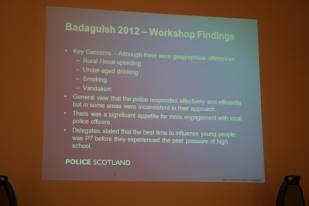 Badaguish 2012 – Workshop Findings
• Key Concerns – Although there were geographical differences
– Rural / local speeding
– Under-aged drinking
– Smoking
– Vandalism
• General view that the police responded effectively and efficiently
but in some areas were inconsistent in their approach.
• There was a significant appetite for more engagement with local
police officers
• Delegates stated that the best time to influence young people
was P7 before they experienced the peer pressure of high
school.
POLICE SCOTLAND